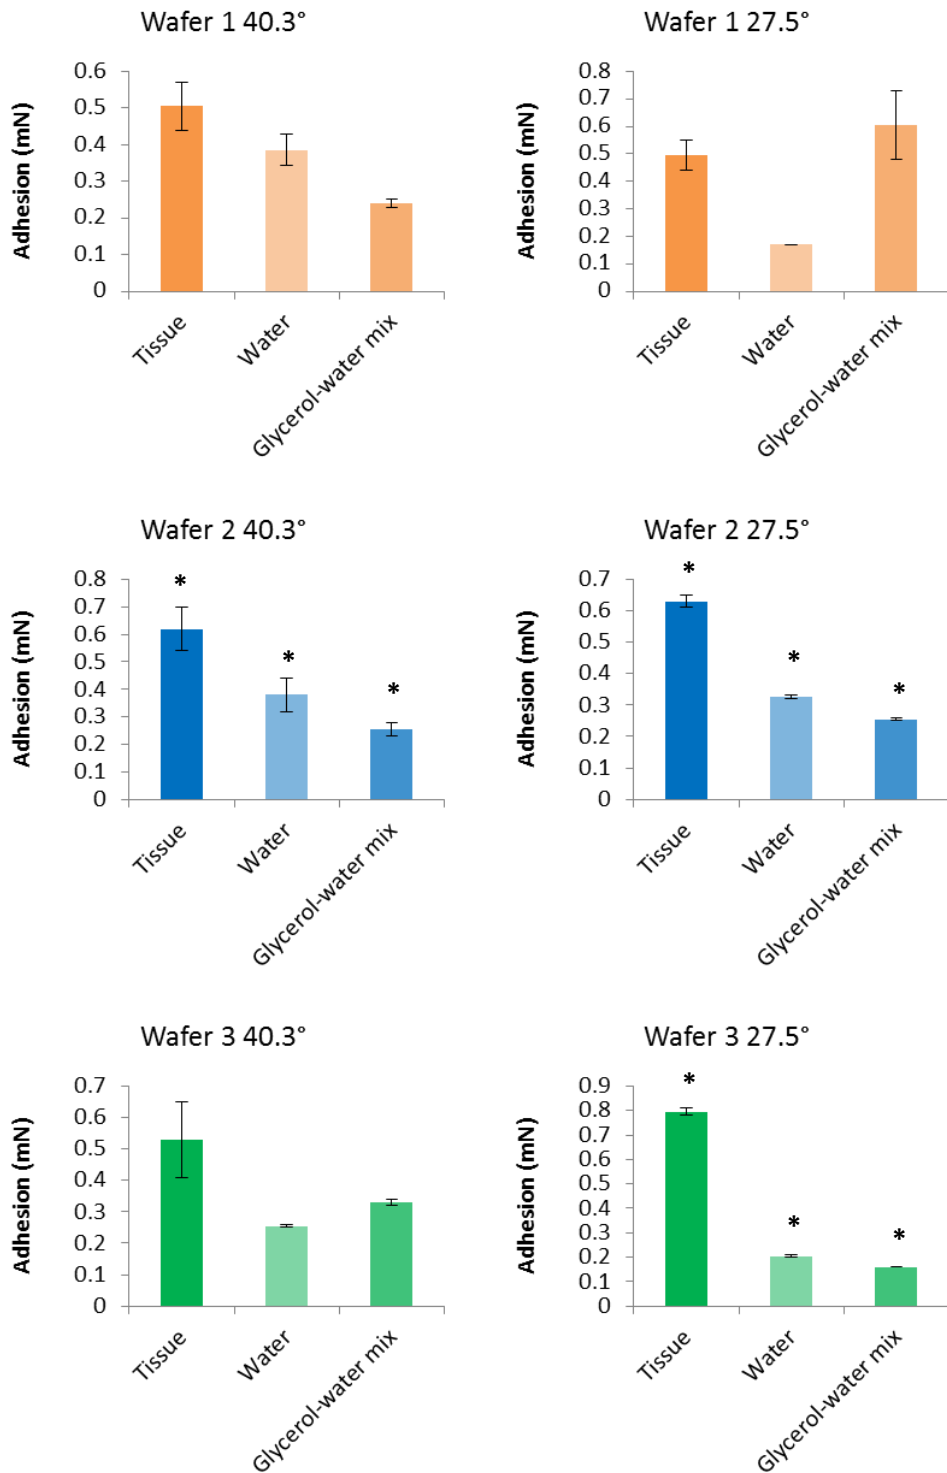 Wafer 1 40.3°
Adhesion (mN)
0.6
0.5
0.4
0.3
0.2
0.1
0
Tissue
Water
Glycerol-water mix
Wafer 1 27.5°
Adhesion (mN)
0.8
0.7
0.6
0.5
0.4
0.3
0.2
0.1
0
Tissue
Water
Glycerol-water mix
Wafer 2 40.3°
Adhesion (mN)
0.8
0.7
0.6
0.5
0.4
0.3
0.2
0.1
0
*
*
*
Tissue
Water
Glycerol-water mix
Wafer 2 27.5°
Adhesion (mN)
0.7
0.6
0.5
0.4
0.3
0.2
0.1
0
*
*
*
Tissue
Water
Glycerol-water mix
Wafer 3 40.3°
Adhesion (mN)
0.7
0.6
0.5
0.4
0.3
0.2
0.1
0
Tissue
Water
Glycerol-water mix
Wafer 3 27.5°
Adhesion (mN)
0.9
0.8
0.7
0.6
0.5
0.4
0.3
0.2
0.1
0
*
*
*
Tissue
Water
Glycerol-water mix